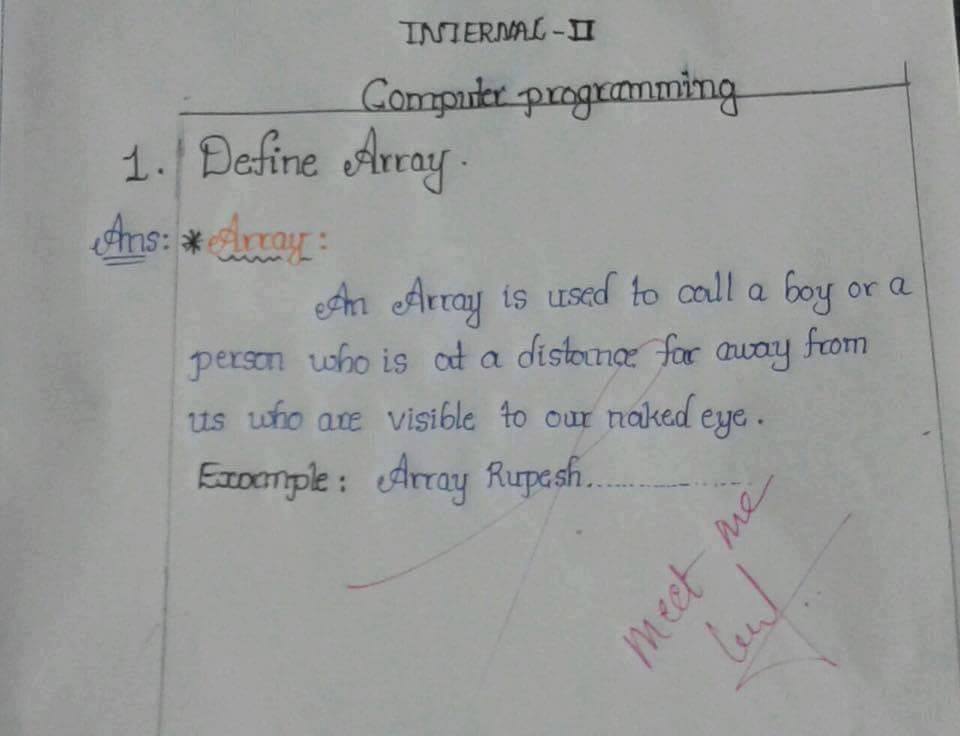 INTERNAL-II
Computer programming
1. Define Array.
Ans: * Array:
An Array is used to call a boy or a
person who is at a distance far away from
us who are visible to our naked eye.
Example: Array Rupesh...................
Meet me